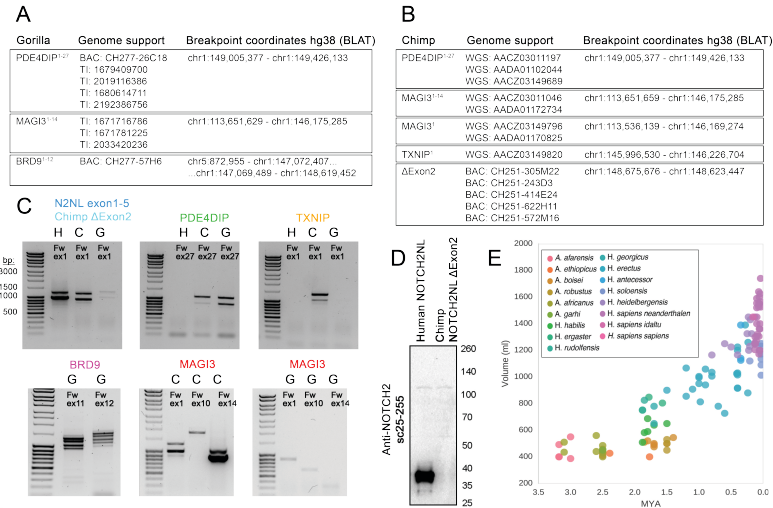 A
Gorilla Genome support Breakpoint coordinates hg38 (BLAT)
PDE4DIP1-27 BAC: CH277-26C18 chr1:149,005,377 - chr1:149,426,133
TI: 1679409700
TI: 2019116386
TI: 1680614711
TI: 2192386756
MAGI31-14 TI: 1671716786 chr1:113,651,629 - chr1:146,175,285
TI: 1671781225
TI: 2033420236
BRD91-12 BAC: CH277-57H6 chr5:872,955 - chr1:147,072,407...
...chr1:147,069,489 - chr1:148,619,452
B
Chimp Genome support Breakpoint coordinates hg38 (BLAT)
PDE4DIP1-27 WGS: AACZ03011197 chr1:149,005,377 - chr1:149,426,133
WGS: AADA01102044
WGS: AACZ03149689
MAGI31-14 WGS: AACZ03011046 chr1:113,651,659 - chr1:146,175,285
WGS: AADA01172734
MAGI31 WGS: AACZ03149796 chr1:113,536,139 - chr1:146,169,274
WGS: AADA01170825
TXNIP1 WGS: AACZ03149820 chr1:145,996,530 - chr1:146,226,704
ΔExon2 BAC: CH251-305M22 chr1:148,675,676 - chr1:148,623,447
BAC: CH251-243D3
BAC: CH251-414E24
BAC: CH251-622H11
BAC: CH251-572M16
C
N2NL exon1-5
Chimp ΔExon2
H C G
Fw ex1 Fw ex1 Fw ex1
bp.
3000
1500
1000
500
PDE4DIP
H C G
Fw ex27 Fw ex27 Fw ex27
TXNIP
H C G
Fw ex1 Fw ex1 Fw ex1
BRD9
G G
Fw ex11 Fw ex12
MAGI3
C C C
Fw ex1 Fw ex10 Fw ex14
MAGI3
G G G
Fw ex1 Fw ex10 Fw ex14
D
Human NOTCH2NL
Chimp
NOTCH2NL ΔExon2
Anti-NOTCH2
sc25-255
260
140
100
70
50
40
35
25
E
Volume (ml)
2000
1800
1600
1400
1200
1000
800
600
400
200
A. afarensis
A. ethiopicus
A. boisei
A. robustus
A. africanus
A. garhi
H. habilis
H. ergaster
H. rudolfensis
H. georgicus
H. erectus
H. antecessor
H. soloensis
H. heidelbergensis
H. sapiens neanderthalen
H. sapiens idaltu
H. sapiens sapiens
3.5 3.0 2.5 2.0 1.5 1.0 0.5 0.0
MYA